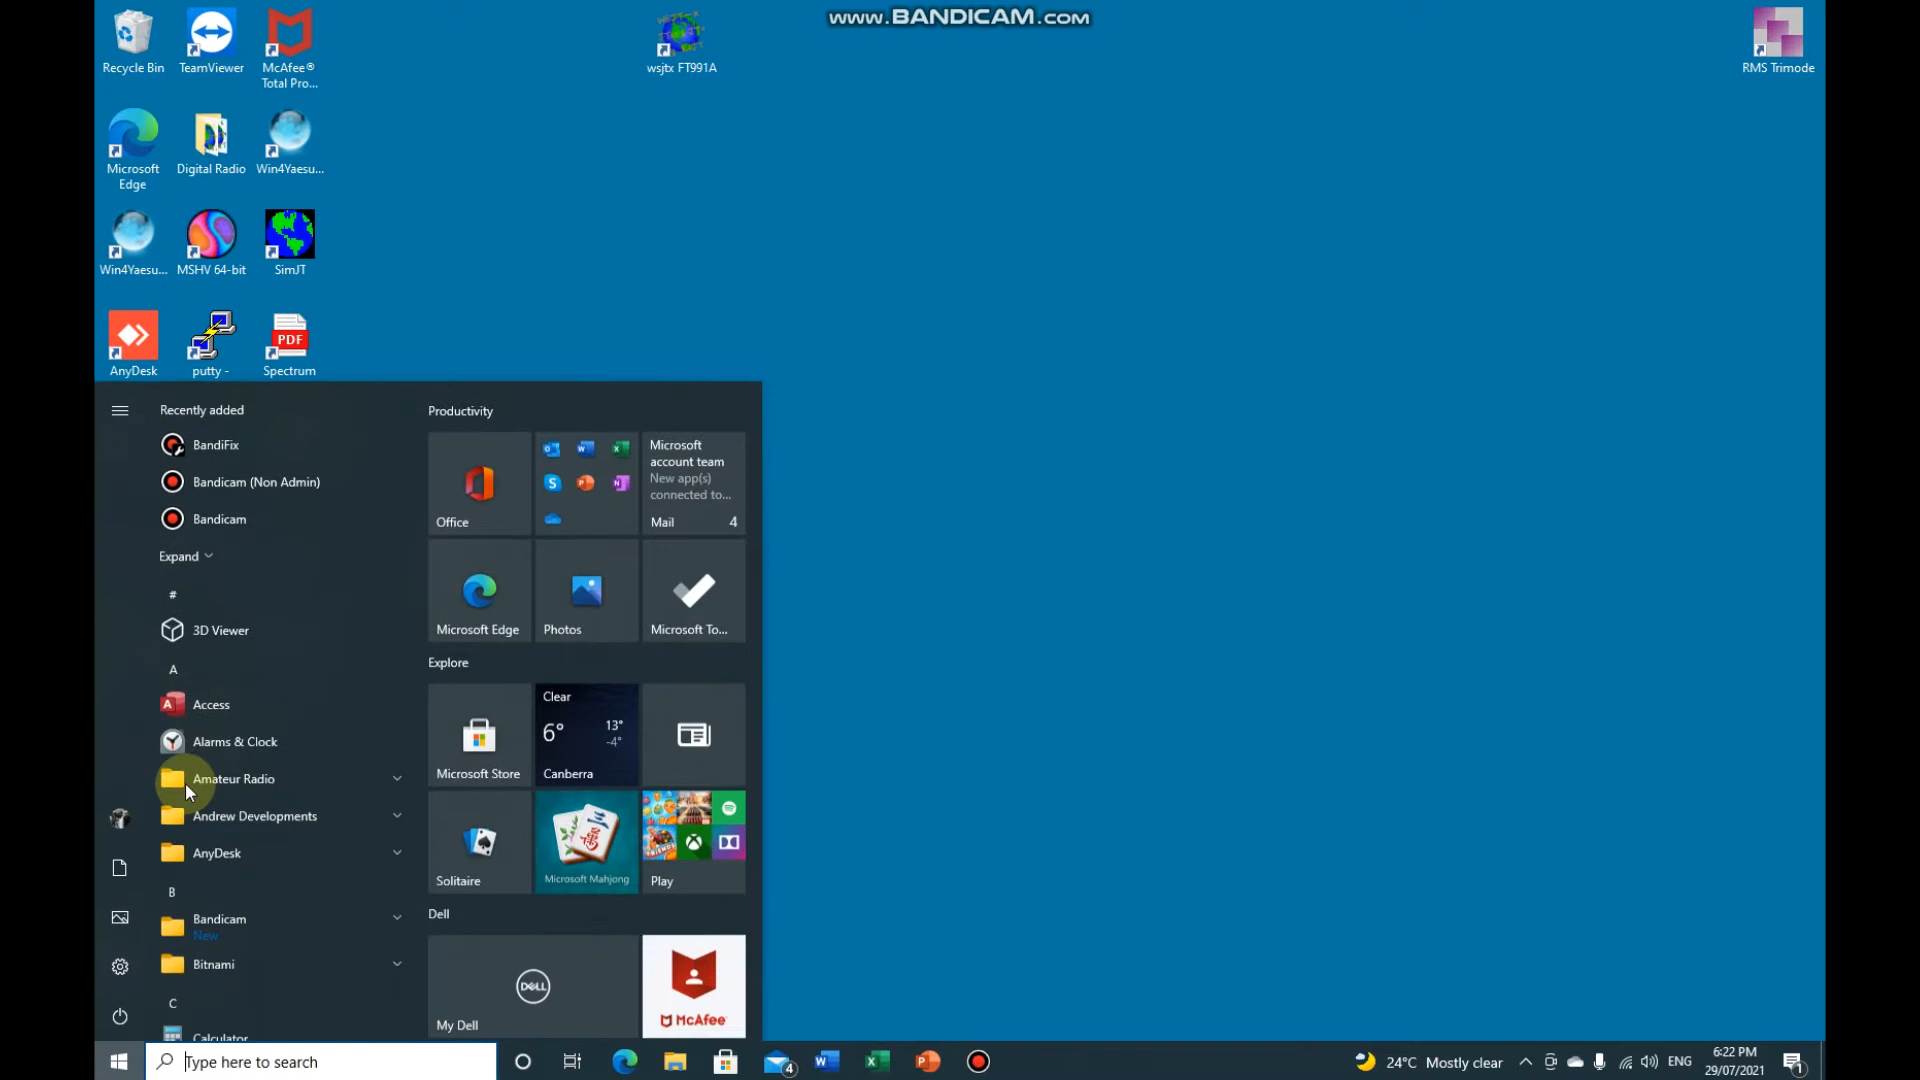 www.BANDICAM.com
Recycle Bin
TeamViewer
McAfee®
Total Pro...
wsjtx FT991A
RMS Trimode
Microsoft
Edge
Digital Radio
Win4Yaesu...
Win4Yaesu...
MSHV 64-bit
SimJT
AnyDesk
putty -
PDF
Spectrum
Recently added
BandiFix
Bandicam (Non Admin)
Bandicam
Expand
#
3D Viewer
A
Access
Alarms & Clock
Amateur Radio
Andrew Developments
AnyDesk
B
Bandicam
New
Bitnami
C
Calculator
Productivity
Office
Microsoft
account team
New app(s)
connected to...
Mail 4
Microsoft Edge
Photos
Microsoft To...
Explore
Microsoft Store
Clear
6° 13°
-4°
Canberra
Solitaire
Microsoft Mahjong
Play
Dell
DELL
My Dell
McAfee
Type here to search
4
24°C Mostly clear
ENG
6:22 PM
29/07/2021
1